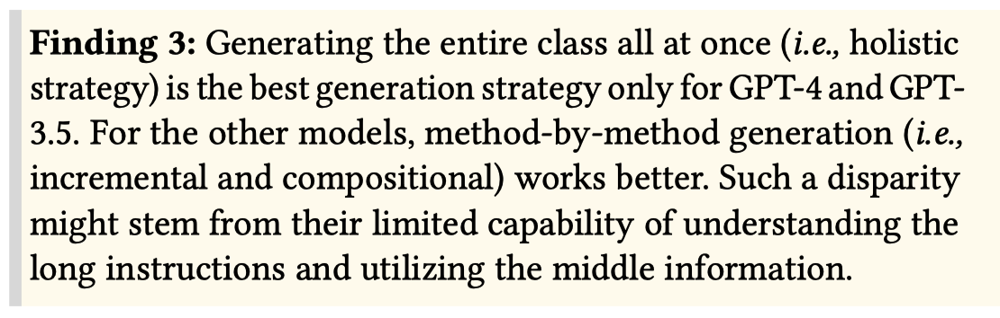 Finding 3: Generating the entire class all at once (i.e., holistic
strategy) is the best generation strategy only for GPT-4 and GPT-
3.5. For the other models, method-by-method generation (i.e.,
incremental and compositional) works better. Such a disparity
might stem from their limited capability of understanding the
long instructions and utilizing the middle information.